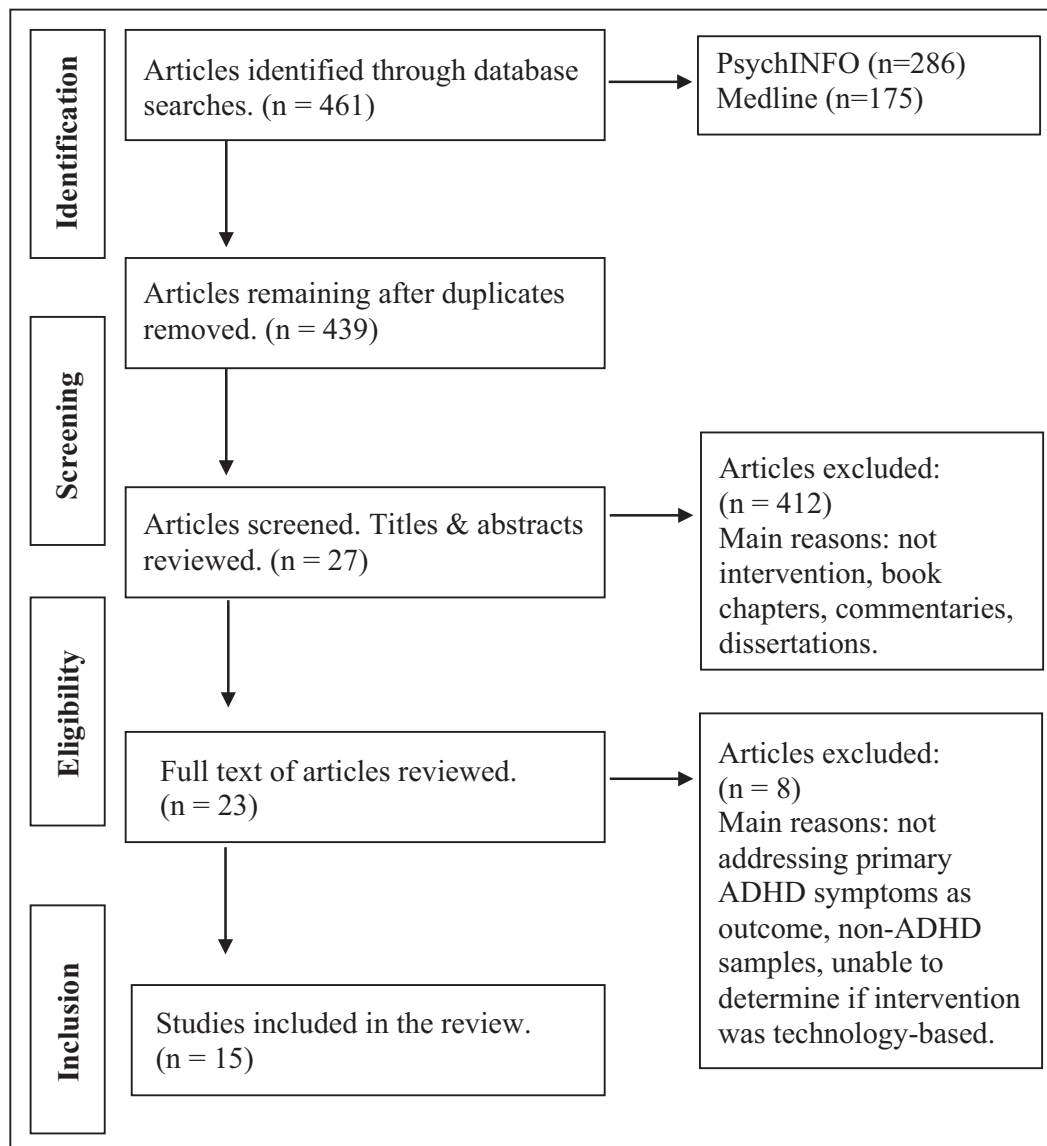 Identification
Articles identified through database
searches. (n = 461)
PsychINFO (n=286)
Medline (n=175)
Articles remaining after duplicates
removed. (n = 439)
Screening
Articles screened. Titles & abstracts
reviewed. (n = 27)
Articles excluded:
(n = 412)
Main reasons: not
intervention, book
chapters, commentaries,
dissertations.
Eligibility
Full text of articles reviewed.
(n = 23)
Articles excluded:
(n = 8)
Main reasons: not
addressing primary
ADHD symptoms as
outcome, non-ADHD
samples, unable to
determine if intervention
was technology-based.
Inclusion
Studies included in the review.
(n = 15)